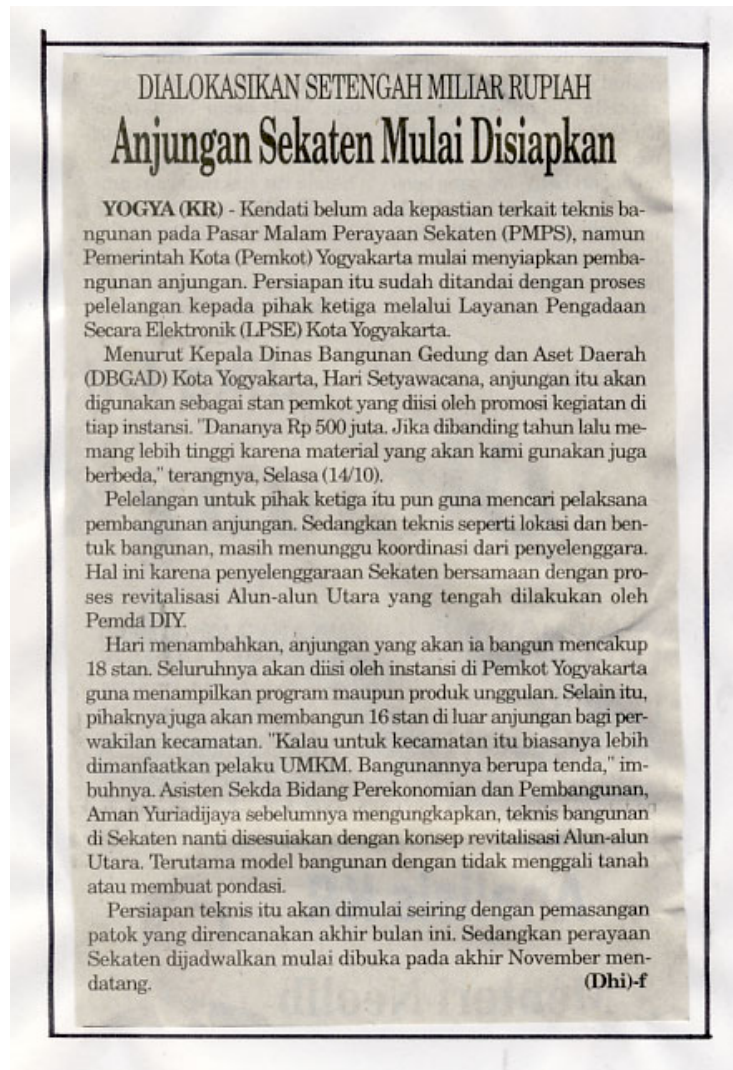 DIALOKASIKAN SETENGAH MILIAR RUPIAH
Anjungan Sekaten Mulai Disiapkan
YOGYA (KR) - Kendati belum ada kepastian terkait teknis ba-
ngunan pada Pasar Malam Perayaan Sekaten (PMPS), namun
Pemerintah Kota (Pemkot) Yogyakarta mulai menyiapkan pemba-
ngunan anjungan. Persiapan itu sudah ditandai dengan proses
pelelangan kepada pihak ketiga melalui Layanan Pengadaan
Secara Elektronik (LPSE) Kota Yogyakarta.
Menurut Kepala Dinas Bangunan Gedung dan Aset Daerah
(DBGAD) Kota Yogyakarta, Hari Setyawacana, anjungan itu akan
digunakan sebagai stan pemkot yang diisi oleh promosi kegiatan di
tiap instansi. "Dananya Rp 500 juta. Jika dibanding tahun lalu me-
mang lebih tinggi karena material yang akan kami gunakan juga
berbeda," terangnya, Selasa (14/10).
Pelelangan untuk pihak ketiga itu pun guna mencari pelaksana
pembangunan anjungan. Sedangkan teknis seperti lokasi dan ben-
tuk bangunan, masih menunggu koordinasi dari penyelenggara.
Hal ini karena penyelenggaraan Sekaten bersamaan dengan pro-
ses revitalisasi Alun-alun Utara yang tengah dilakukan oleh
Pemda DIY.
Hari menambahkan, anjungan yang akan ia bangun mencakup
18 stan. Seluruhnya akan diisi oleh instansi di Pemkot Yogyakarta
guna menampilkan program maupun produk unggulan. Selain itu,
pihaknya juga akan membangun 16 stan di luar anjungan bagi per-
wakilan kecamatan. "Kalau untuk kecamatan itu biasanya lebih
dimanfaatkan pelaku UMKM. Bangunannya berupa tenda," im-
buhnya. Asisten Sekda Bidang Perekonomian dan Pembangunan,
Aman Yuriadijaya sebelumnya mengungkapkan, teknis bangunan
di Sekaten nanti disesuiakan dengan konsep revitalisasi Alun-alun
Utara. Terutama model bangunan dengan tidak menggali tanah
atau membuat pondasi.
Persiapan teknis itu akan dimulai seiring dengan pemasangan
patok yang direncanakan akhir bulan ini. Sedangkan perayaan
Sekaten dijadwalkan mulai dibuka pada akhir November men-
datang. (Dhi)-f